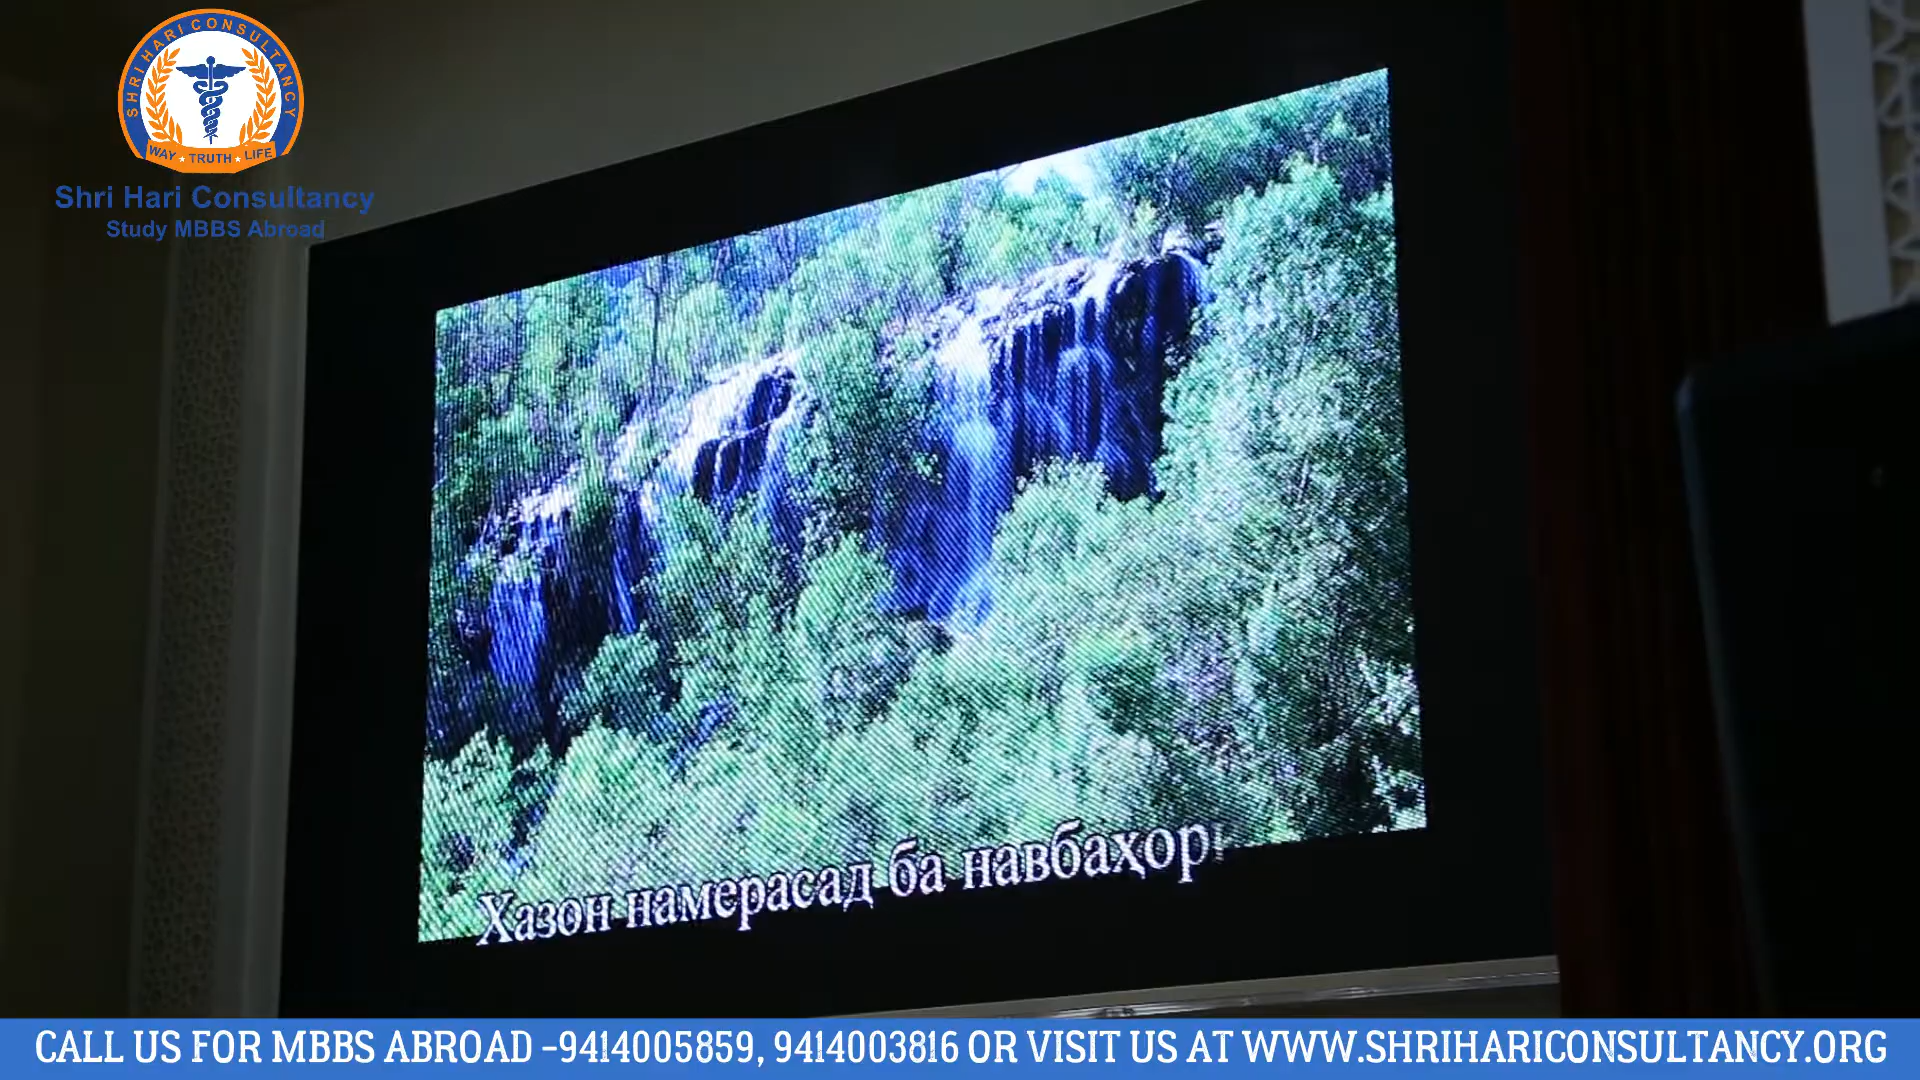 SHRI HARI CONSULTANCY
WAY ★ TRUTH ★ LIFE
Shri Hari Consultancy
Study MBBS Abroad
Хазон намерасад ба
CALL US FOR MBBS ABROAD -9414005859, 9414003816 OR VISIT US AT WWW.SHRIHARICONSULTANCY.ORG